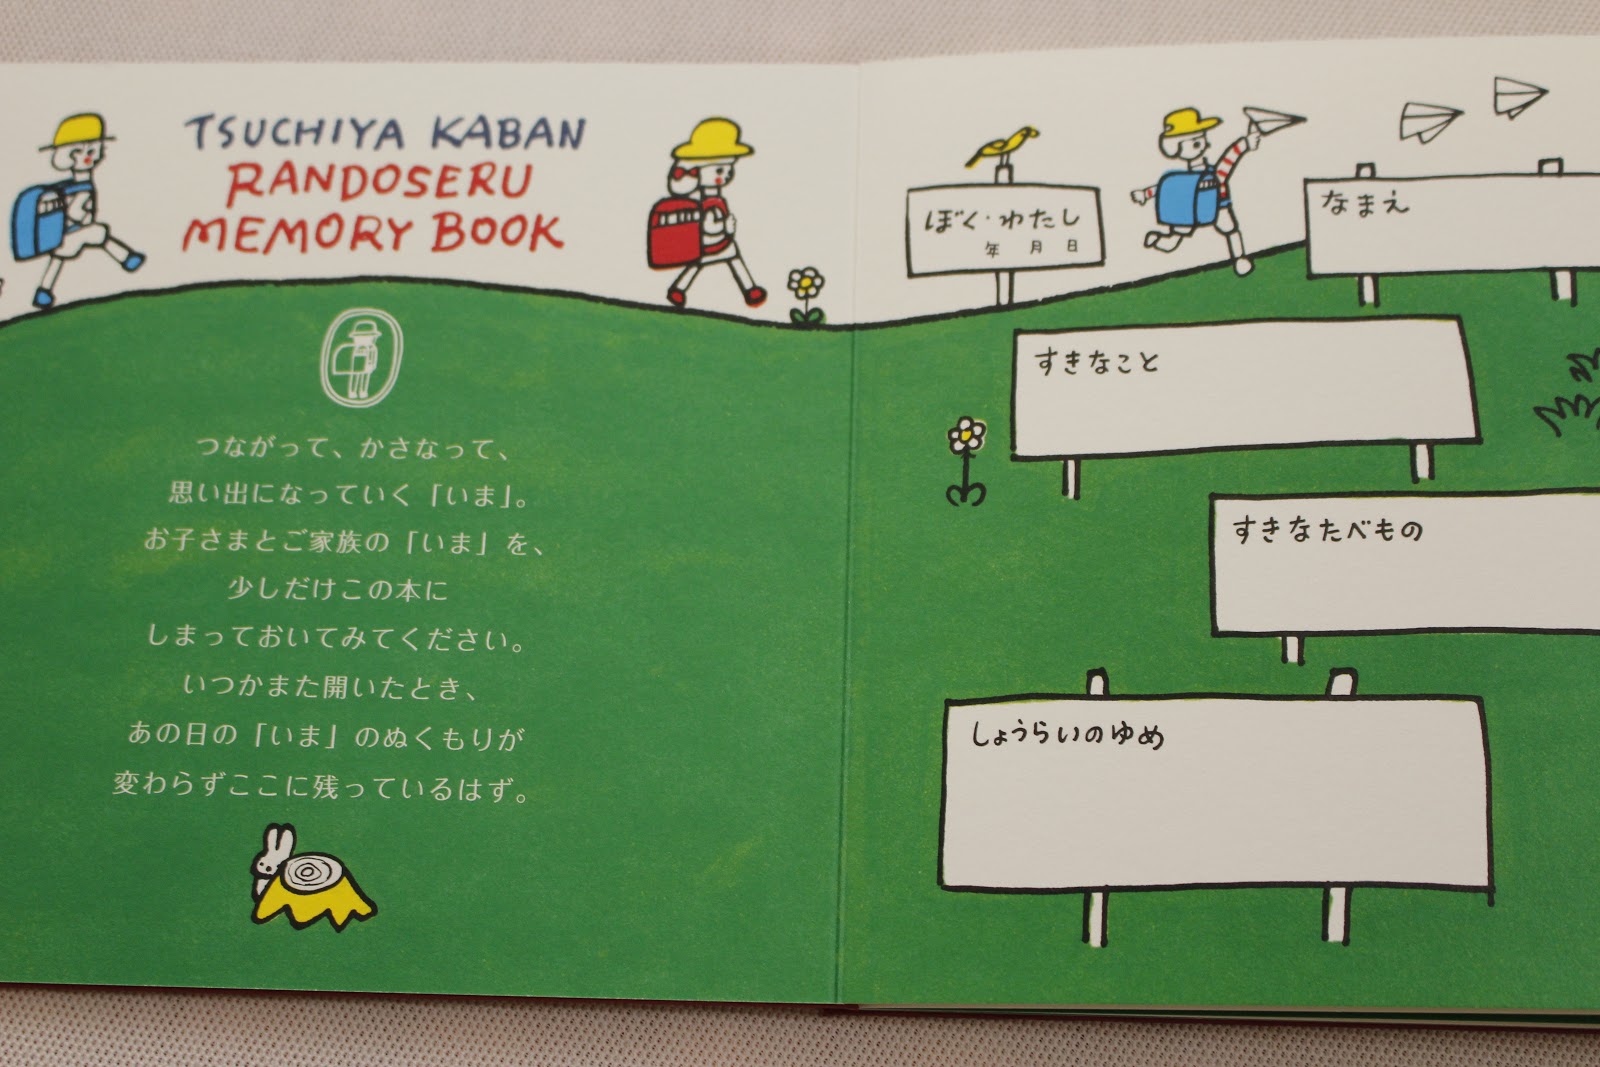 TSUCHIYA KABAN
RANDOSERU
MEMORY BOOK
つながって、かさなって、
思い出になっていく「いま」。
お子さまとご家族の「いま」を、
少しだけこの本に
しまっておいてみてください。
いつかまた開いたとき、
あの日の「いま」のぬくもりが
変わらずここに残っているはず。
ぼく・わたし
年 月 日
なまえ
すきなこと
すきなたべもの
しょうらいのゆめ